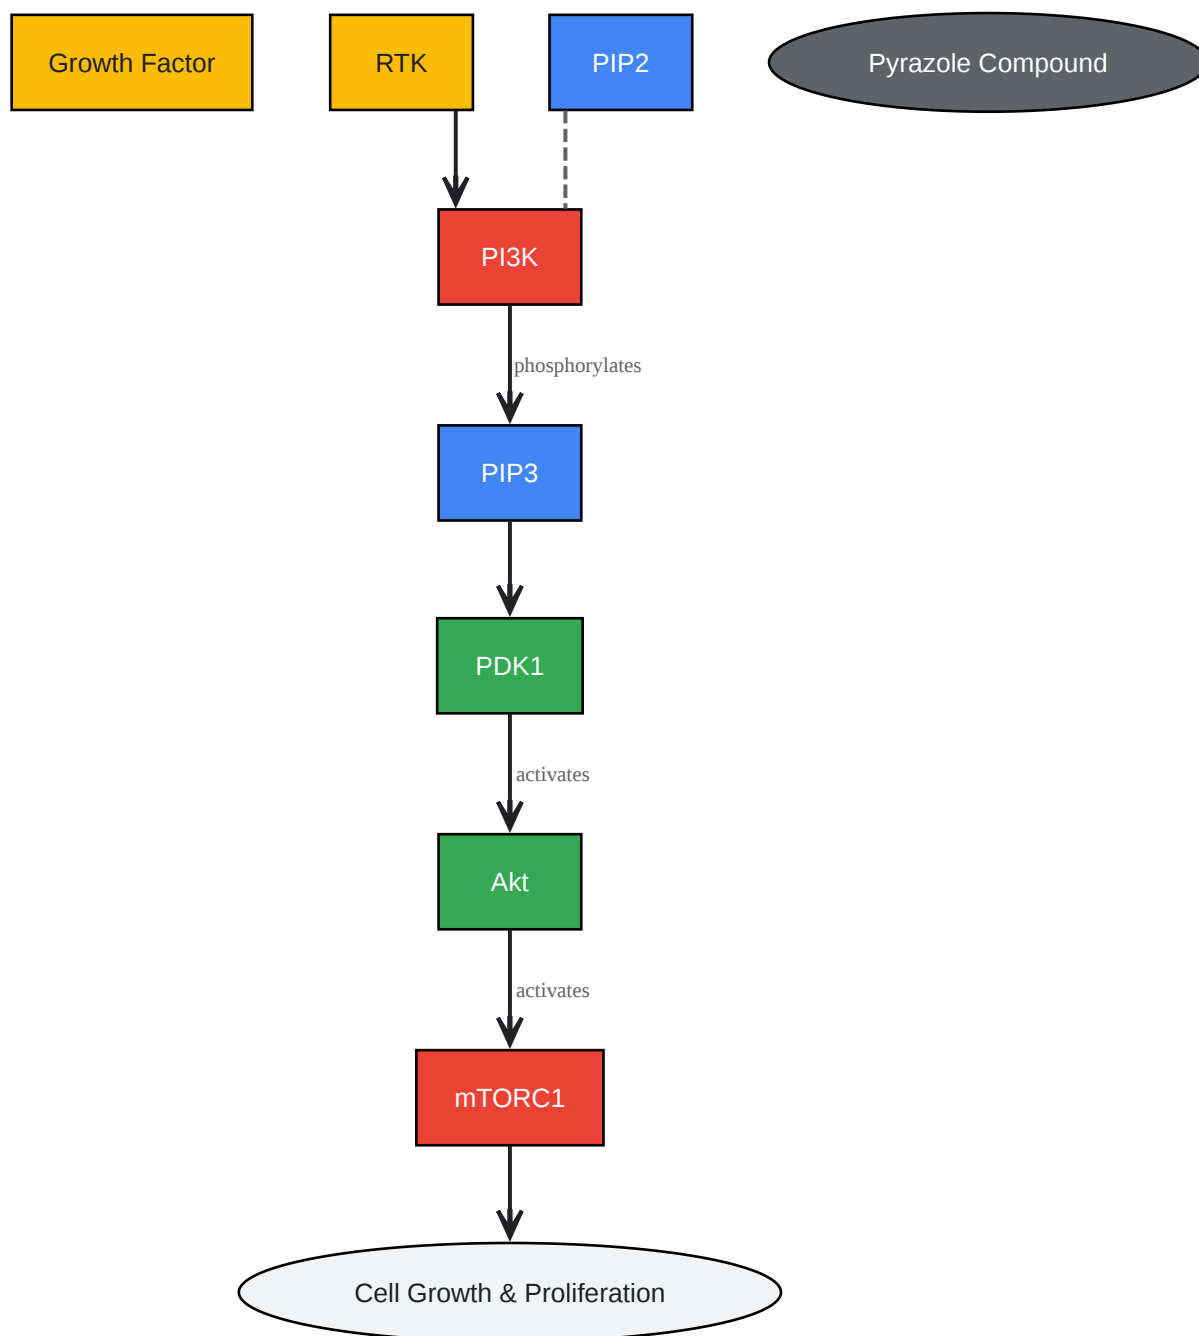 Growth Factor
RTK
PIP2
Pyrazole Compound
PI3K
phosphorylates
PIP3
PDK1
activates
Akt
activates
mTORC1
Cell Growth & Proliferation